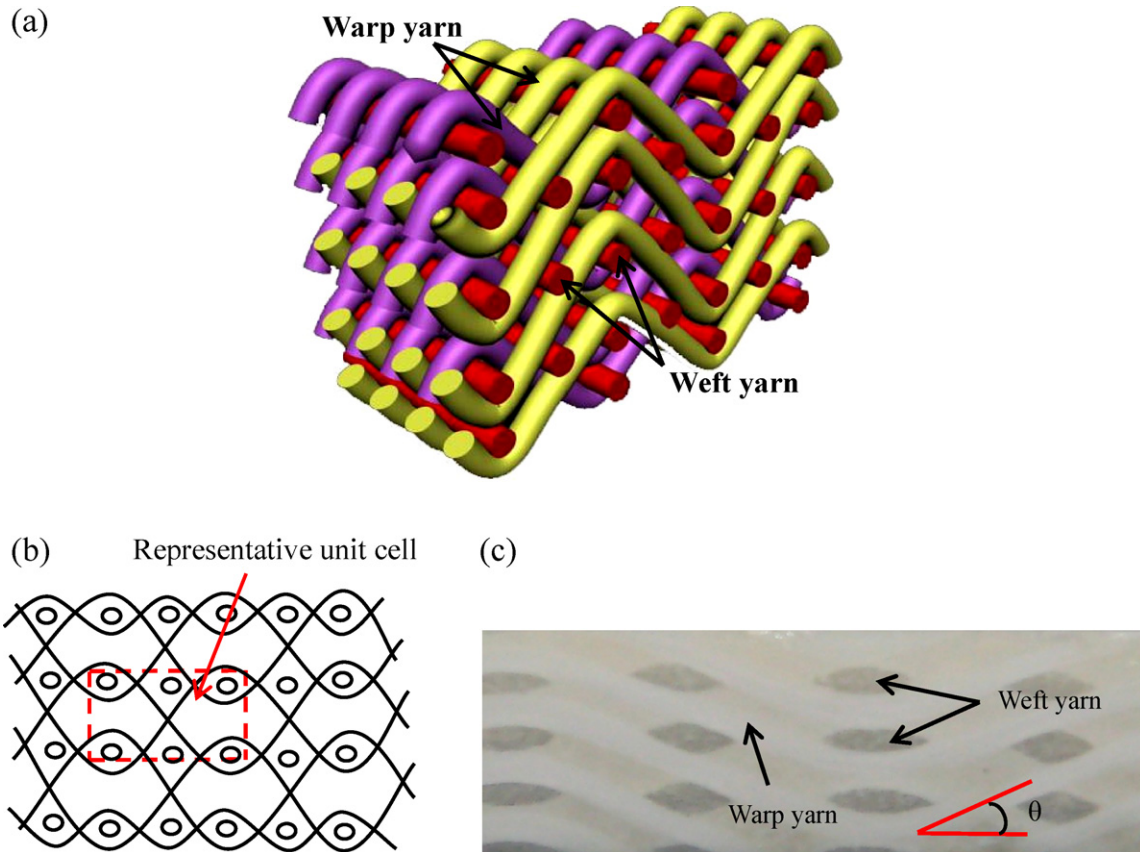 (a)
Warp yarn
Weft yarn
(b)
Representative unit cell
(c)
Weft yarn
Warp yarn
θ